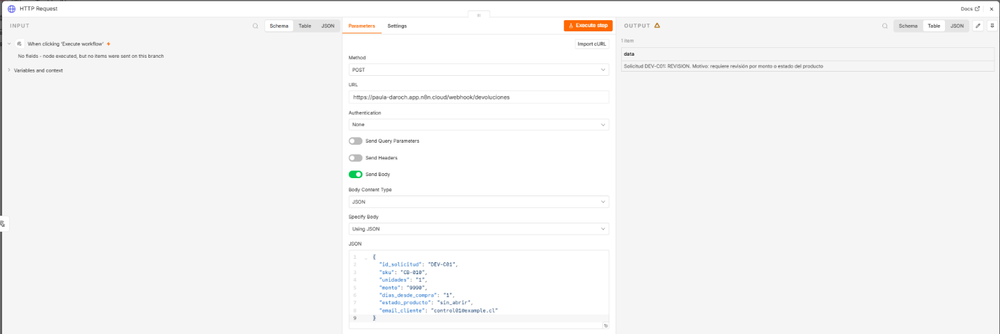 HTTP Request
Docs
INPUT
Schema Table JSON
When clicking 'Execute workflow'
No fields - node executed, but no items were sent on this branch
Variables and context
Parameters Settings
Execute step
Import cURL
Method
POST
URL
https://paula-daroch.app.n8n.cloud/webhook/devoluciones
Authentication
None
Send Query Parameters
Send Headers
Send Body
Body Content Type
JSON
Specify Body
Using JSON
JSON
1 {
2 "id_solicitud": "DEV-C01",
3 "sku": "CB-010",
4 "unidades": "1",
5 "monto": "9990",
6 "dias_desde_compra": "1",
7 "estado_producto": "sin_abrir",
8 "email_cliente": "control01@example.cl"
9 }
OUTPUT
Schema Table JSON
1 item
data
Solicitud DEV-C01: REVISION. Motivo: requiere revisión por monto o estado del producto